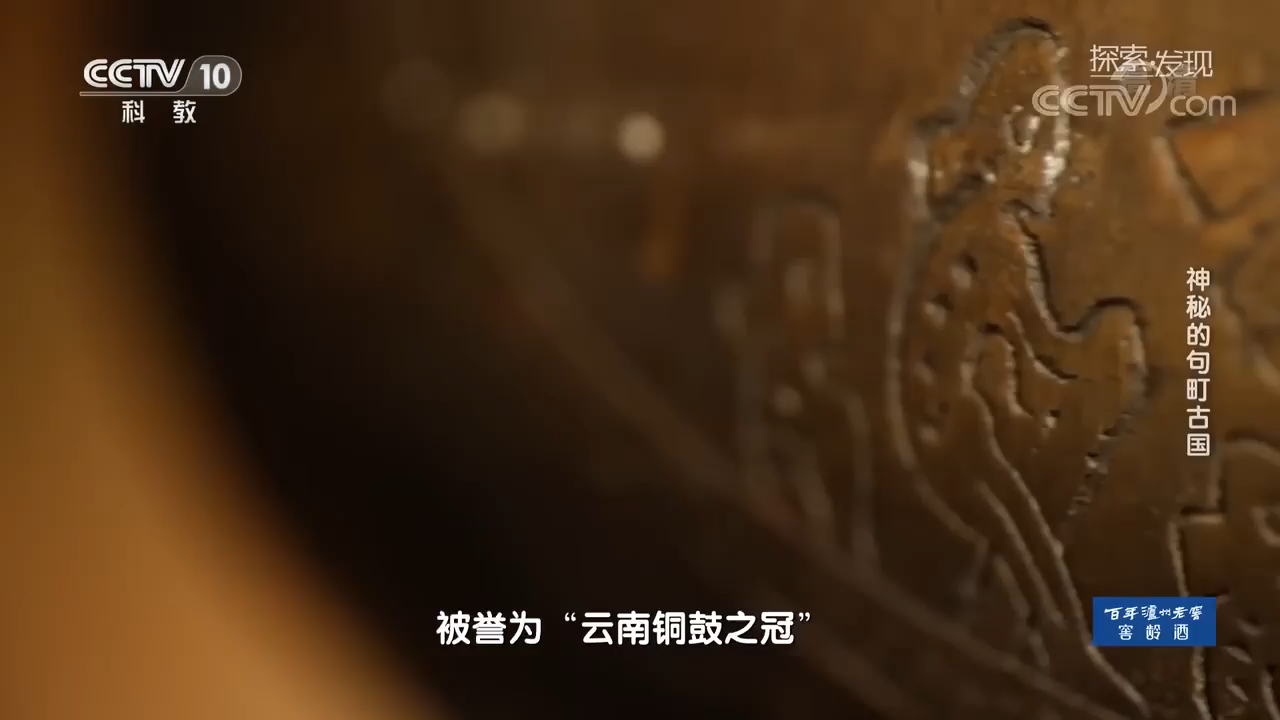 CCTV 10
科教
探索·发现
CCTV.com
神秘的句町古国
被誉为“云南铜鼓之冠”
百年泸州老窖
窖龄酒